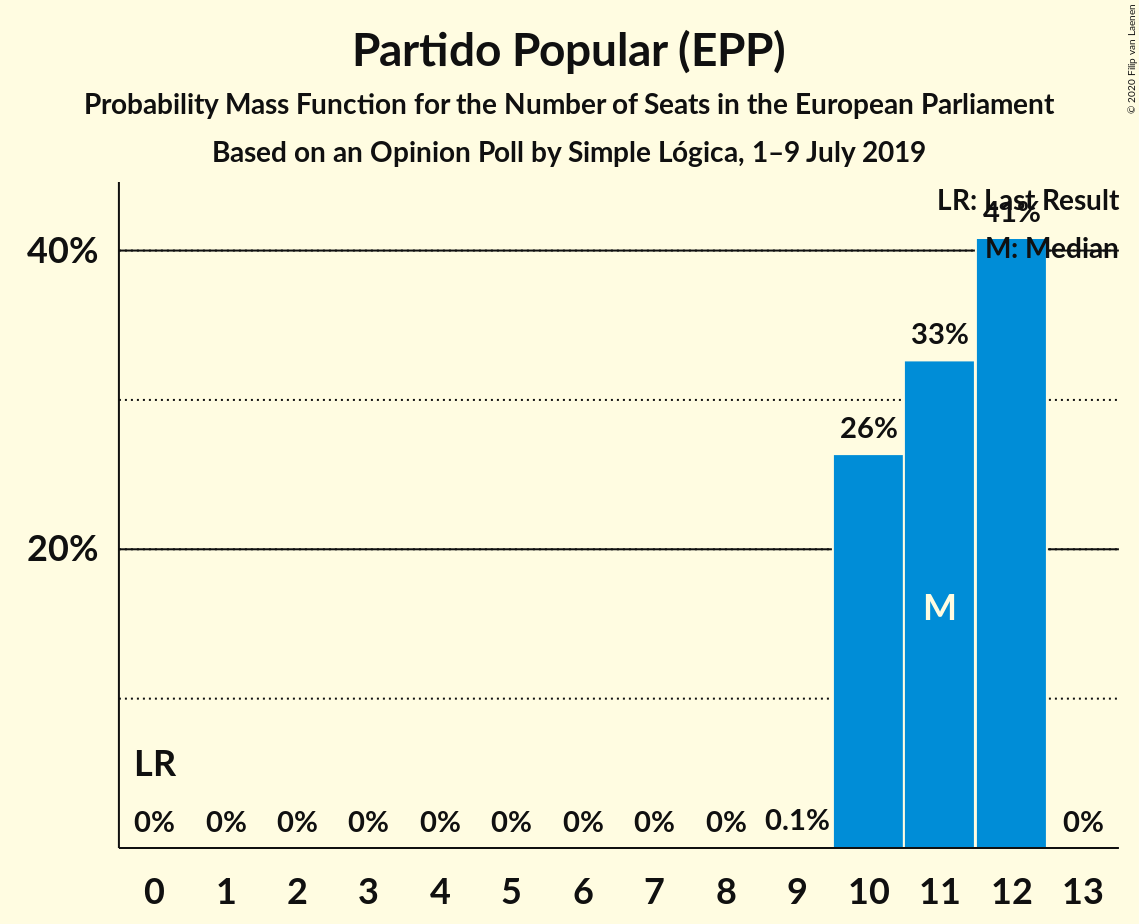 Partido Popular (EPP)
Probability Mass Function for the Number of Seats in the European Parliament
Based on an Opinion Poll by Simple Lógica, 1–9 July 2019
© 2020 Filip van Laenen
LR: Last Result
M: Median
41%
40%
33%
26%
20%
M
LR
0% 0% 0% 0% 0% 0% 0% 0% 0% 0.1% 0%
0 1 2 3 4 5 6 7 8 9 10 11 12 13